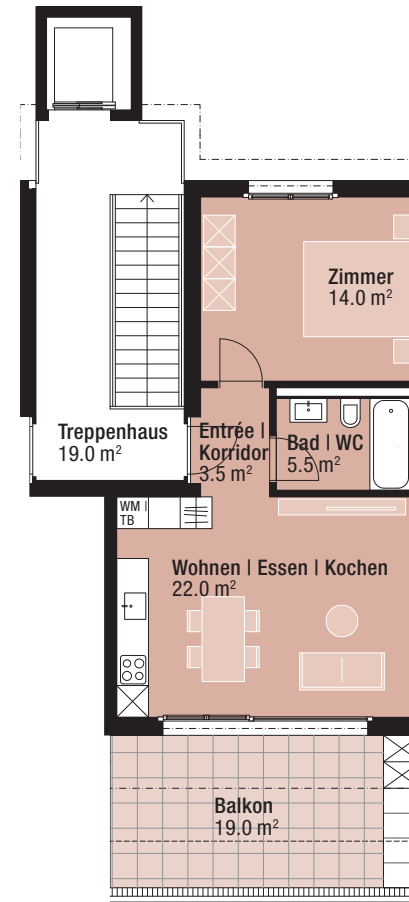 Zimmer
14.0 m²
Treppenhaus
19.0 m²
Entrée |
Korridor
3.5 m²
Bad | WC
5.5 m²
WM |
TB
Wohnen | Essen | Kochen
22.0 m²
Balkon
19.0 m²